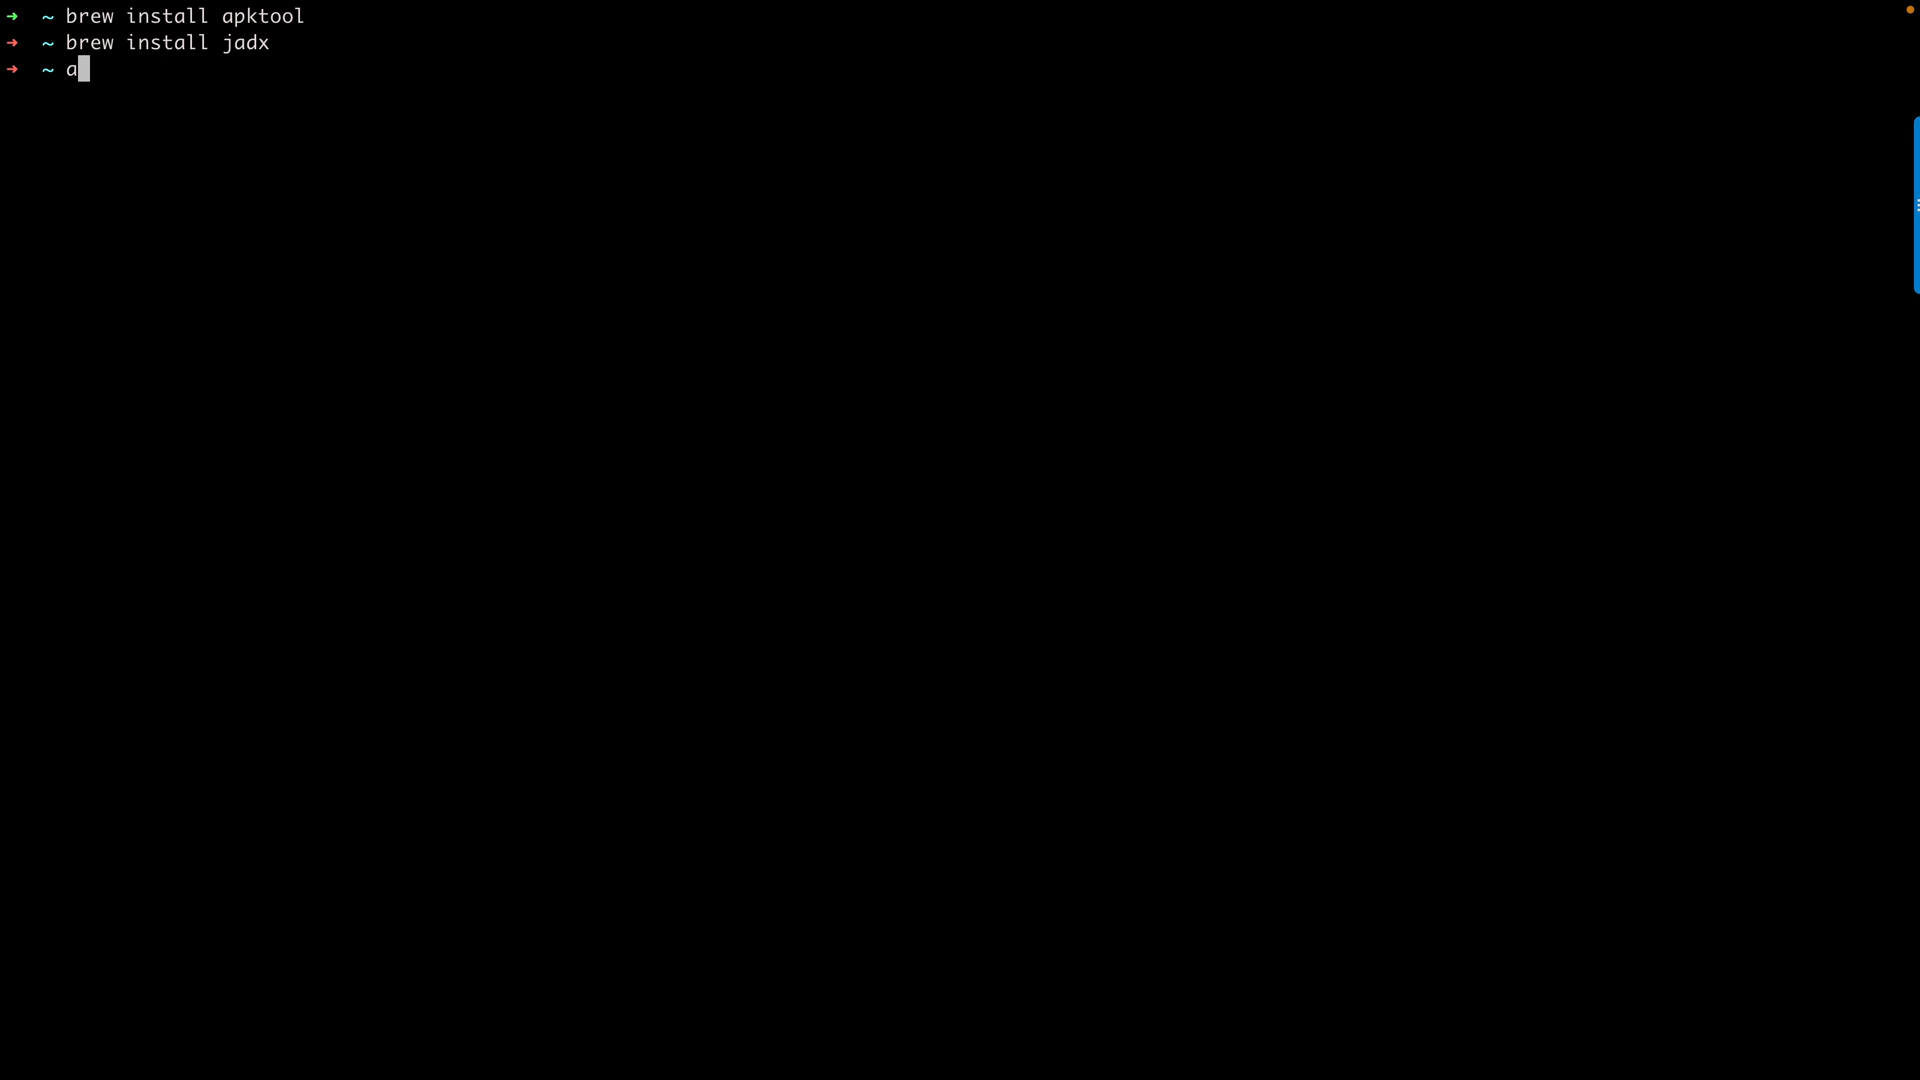 ➜ ~ brew install apktool
➜ ~ brew install jadx
➜ ~ a